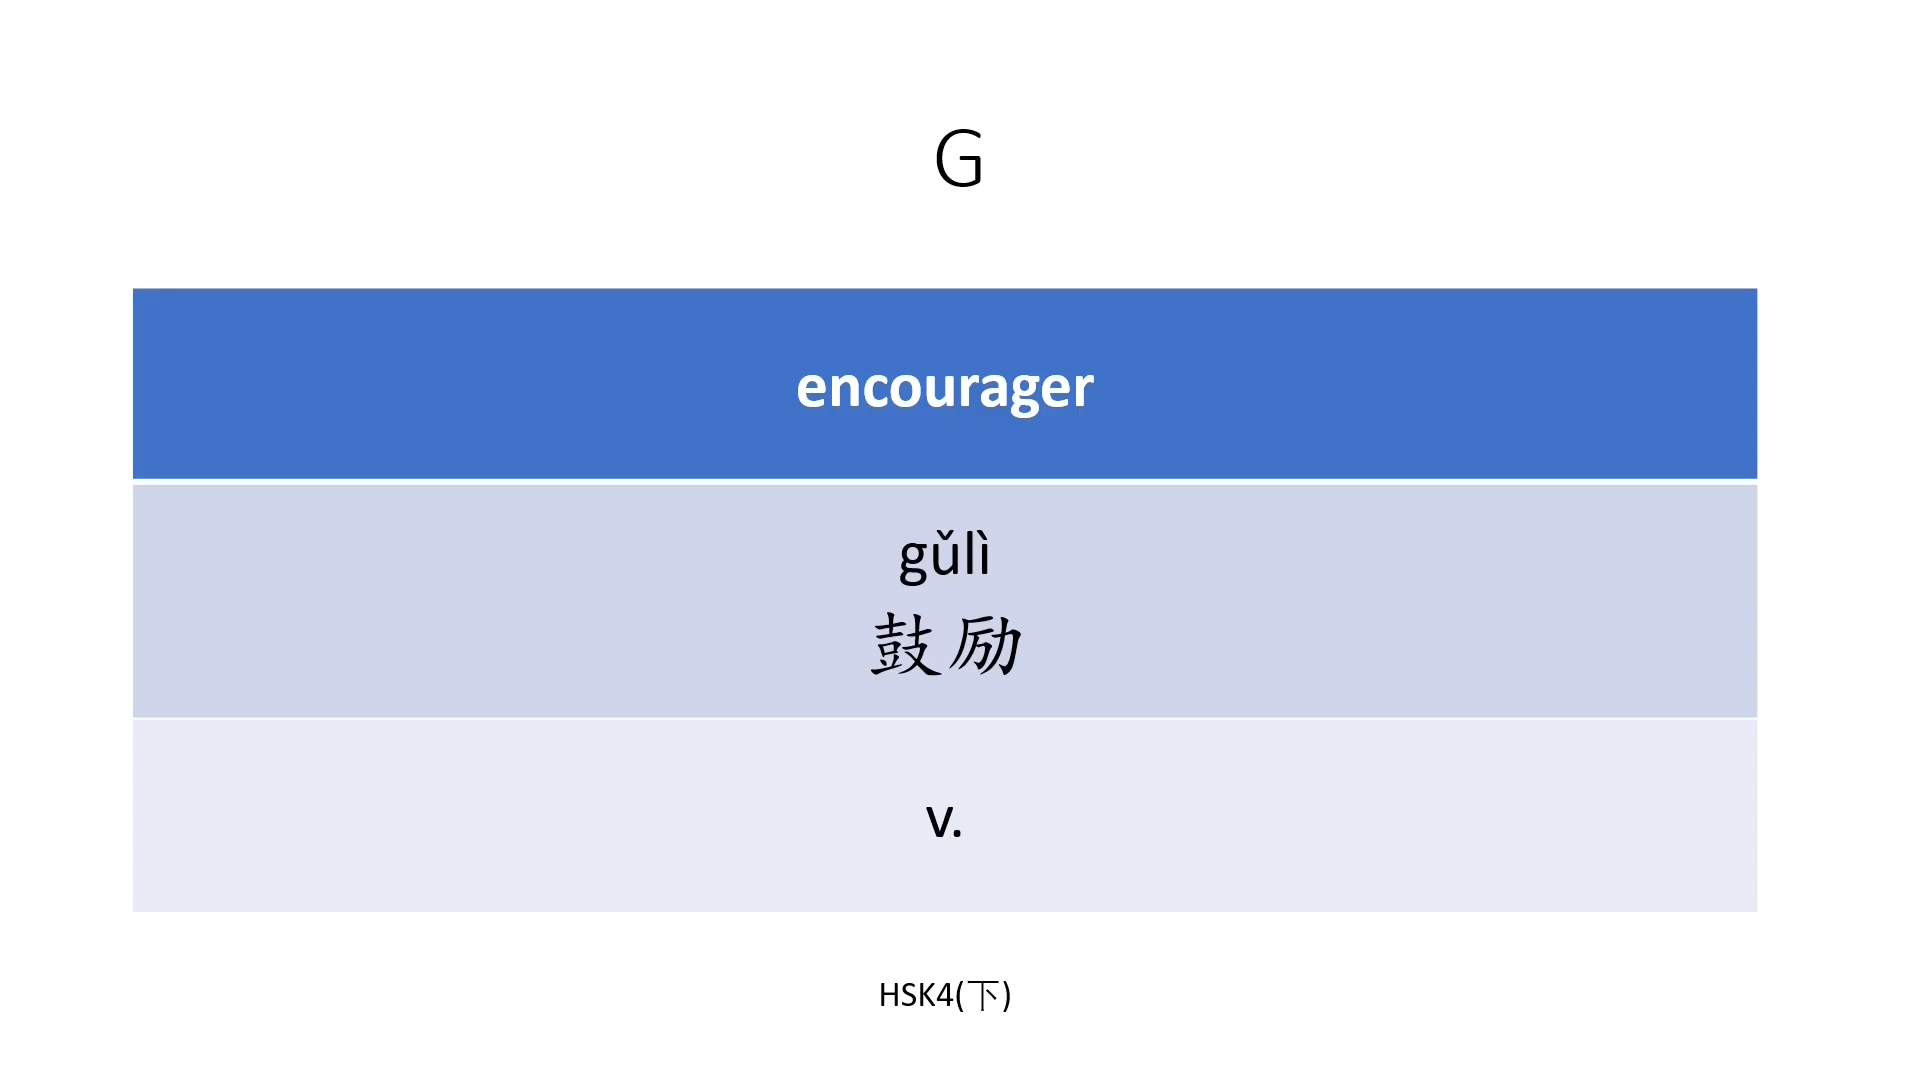 G
encourager
gǔlì
鼓励
v.
HSK4(下)